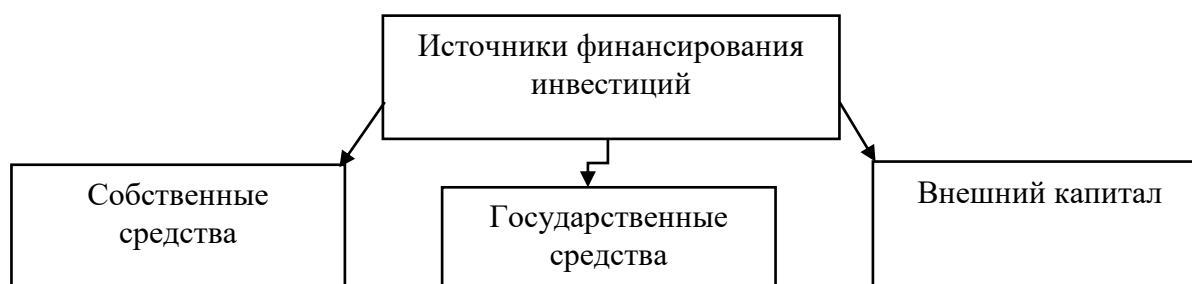 Источники финансирования
инвестиций
Собственные
средства
Государственные
средства
Внешний капитал